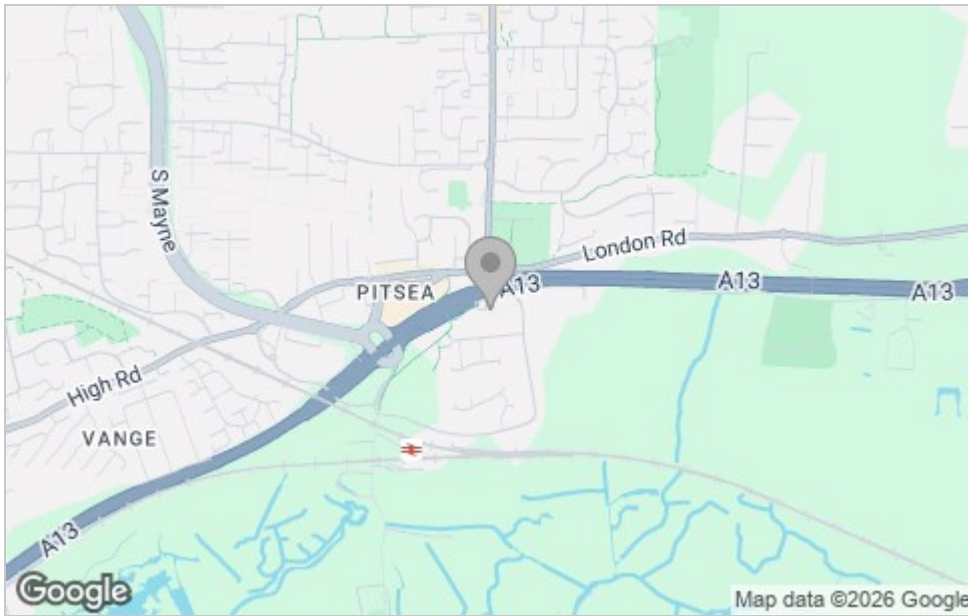 S Mayne
London Rd
A13
A13
A13
PITSEA
High Rd
VANGE
A13
Google
Map data ©2026 Google